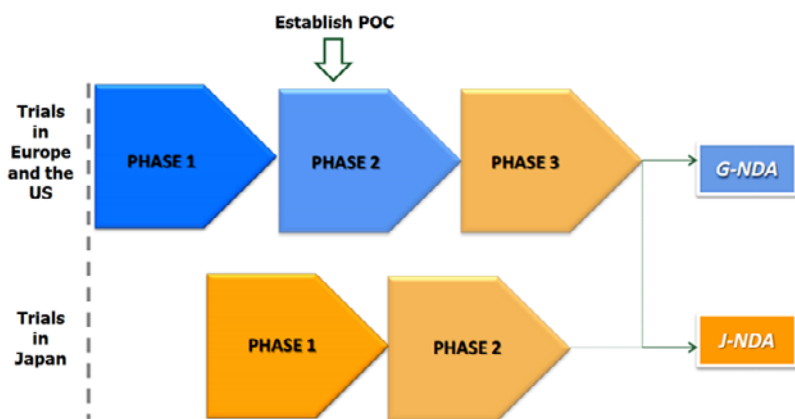 Establish POC
Trials
in
Europe
and the
US
PHASE 1
PHASE 2
PHASE 3
G-NDA
Trials
in
Japan
PHASE 1
PHASE 2
J-NDA